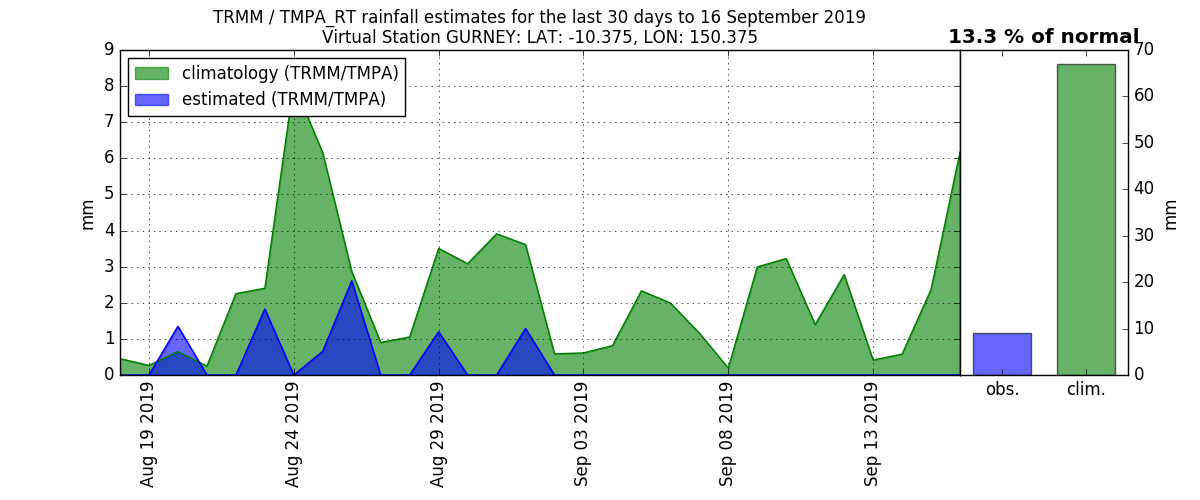 TRMM / TMPA_RT rainfall estimates for the last 30 days to 16 September 2019
Virtual Station GURNEY: LAT: -10.375, LON: 150.375
13.3 % of normal
climatology (TRMM/TMPA)
estimated (TRMM/TMPA)
9
8
7
6
5
4
3
2
1
0
mm
Aug 19 2019
Aug 24 2019
Aug 29 2019
Sep 03 2019
Sep 08 2019
Sep 13 2019
70
60
50
40
30
20
10
0
mm
obs.
clim.